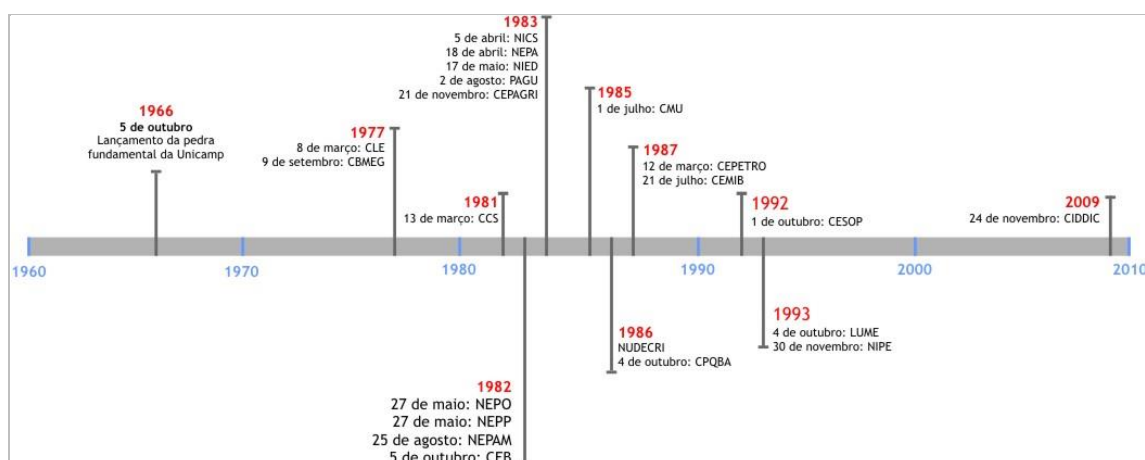 1983
5 de abril: NICS
18 de abril: NEPA
17 de maio: NIED
2 de agosto: PAGU
21 de novembro: CEPAGRI
1985
1 de julho: CMU
1966
5 de outubro
Lançamento da pedra
fundamental da Unicamp
1977
8 de março: CLE
9 de setembro: CBMEG
1987
12 de março: CEPETRO
21 de julho: CEMIB
1981
13 de março: CCS
1992
1 de outubro: CESOP
2009
24 de novembro: CIDDIC
1960
1970
1980
1990
2000
2010
1993
4 de outubro: LUME
30 de novembro: NIPE
1986
NUDECRI
4 de outubro: CPQBA
1982
27 de maio: NEPO
27 de maio: NEPP
25 de agosto: NEPAM
5 de outubro: CEB